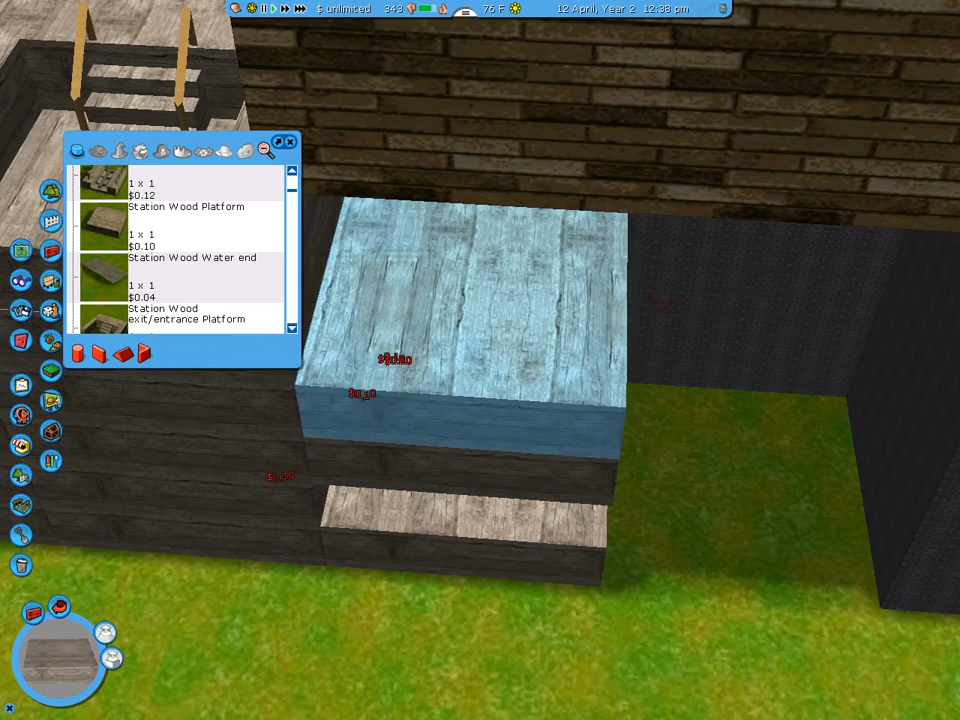 $ unlimited 343 76 F 12 April, Year 2 12:38 pm
1 x 1
$0.12
Station Wood Platform
1 x 1
$0.10
Station Wood Water end
1 x 1
$0.04
Station Wood
exit/entrance Platform